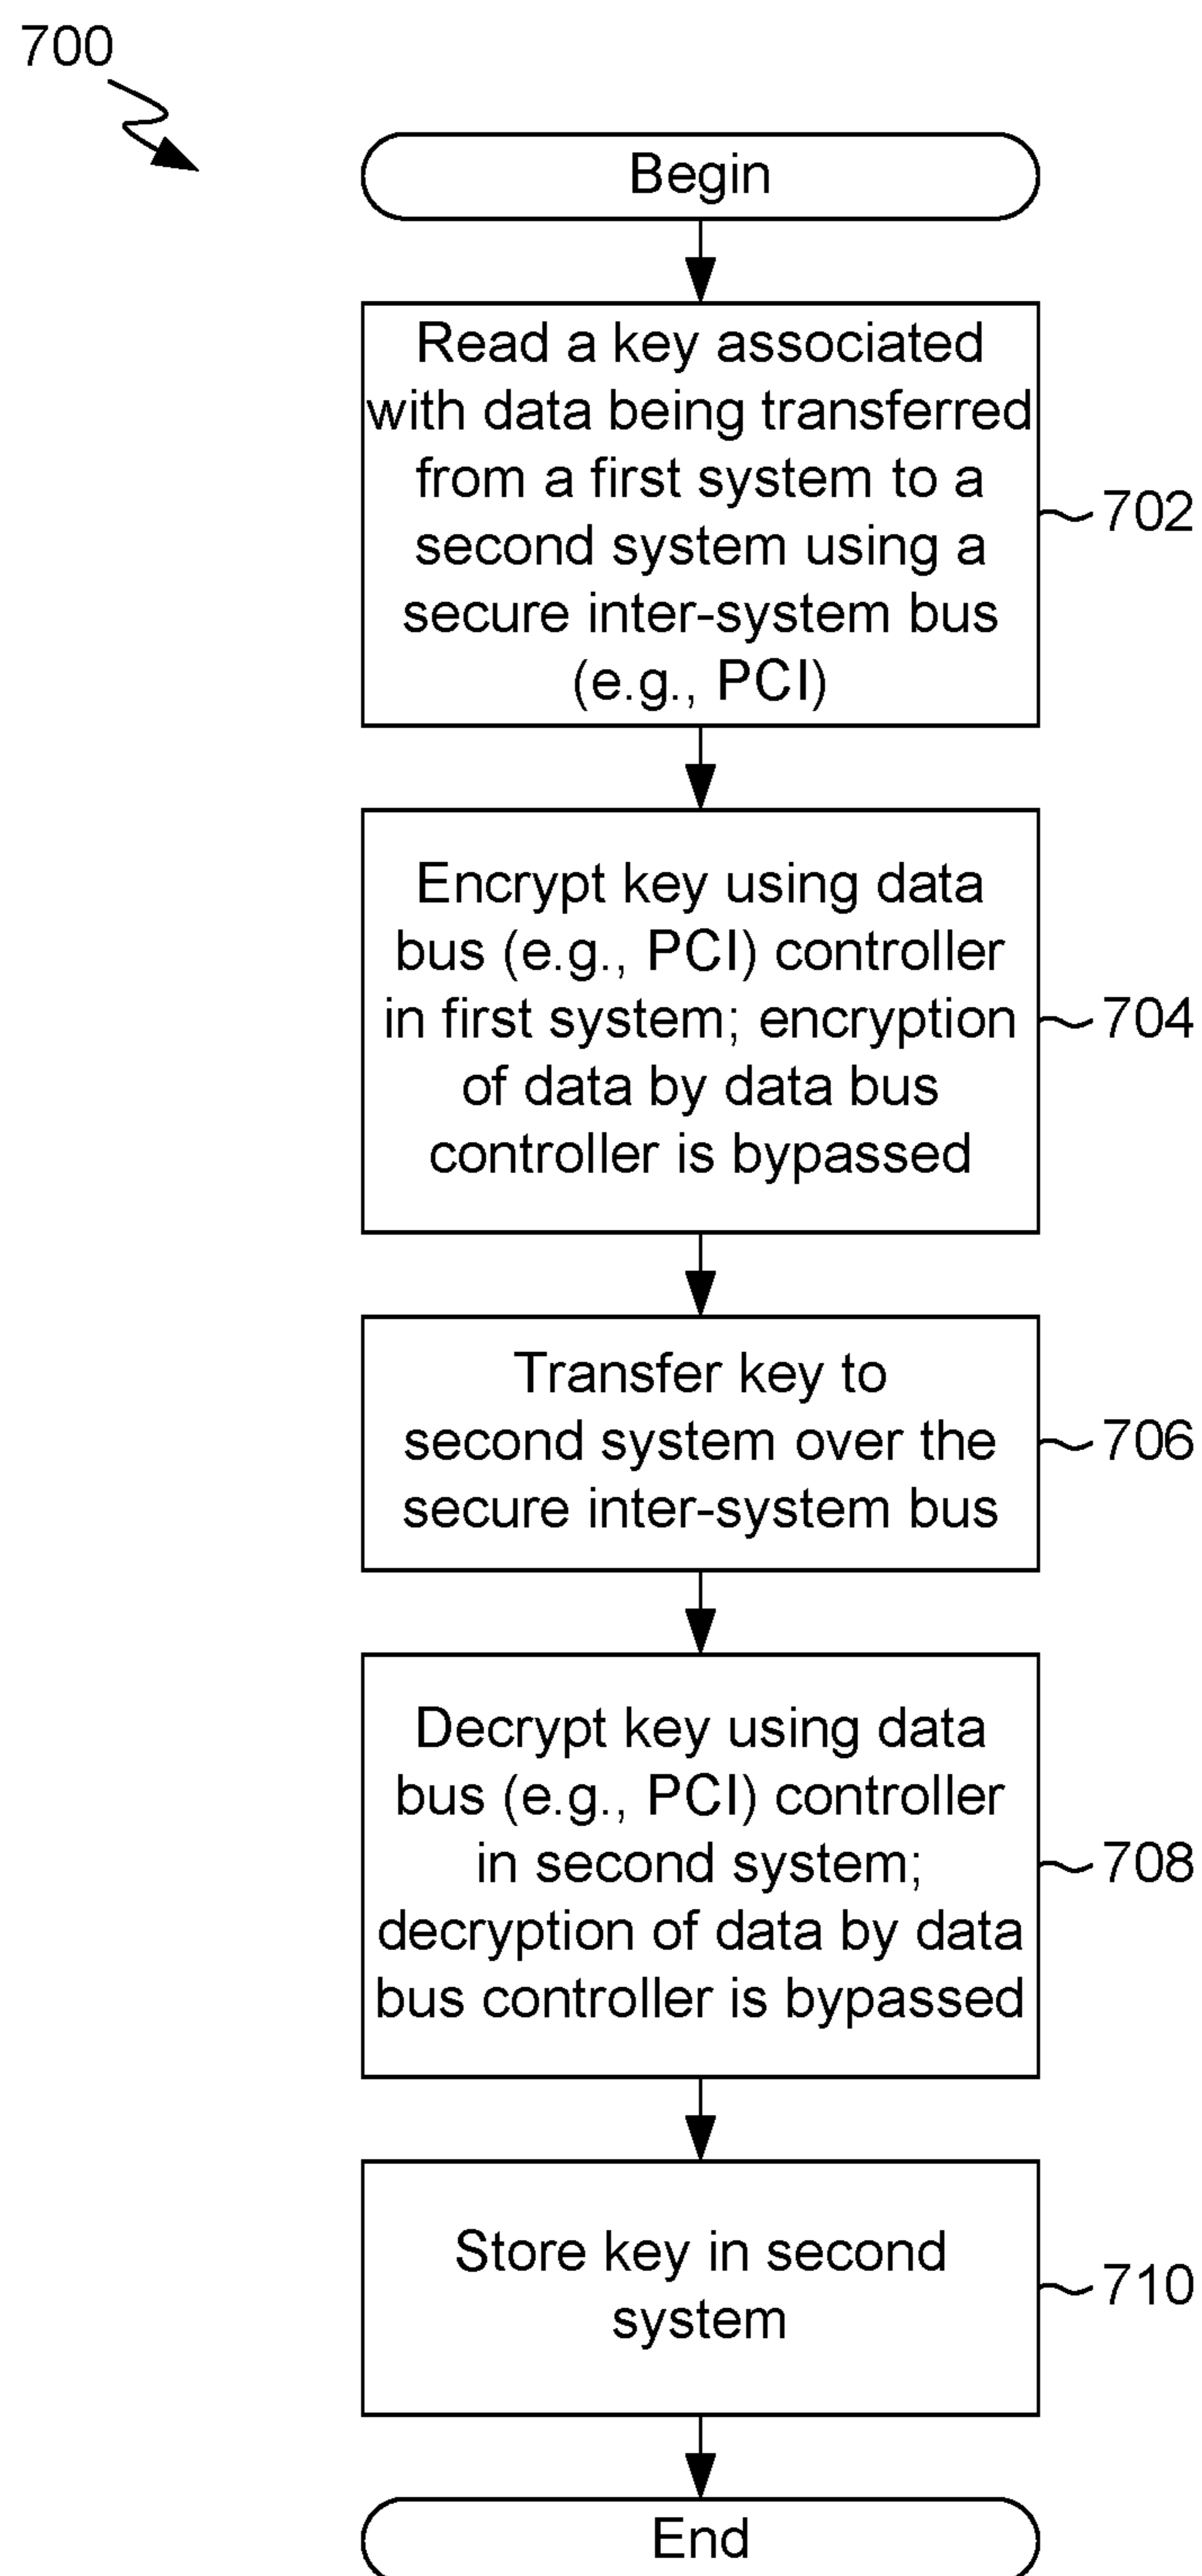 700
Begin
Read a key associated
with data being transferred
from a first system to a
second system using a
secure inter-system bus
(e.g., PCI)
702
Encrypt key using data
bus (e.g., PCI) controller
in first system; encryption
of data by data bus
controller is bypassed
704
Transfer key to
second system over the
secure inter-system bus
706
Decrypt key using data
bus (e.g., PCI) controller
in second system;
decryption of data by data
bus controller is bypassed
708
Store key in second
system
710
End